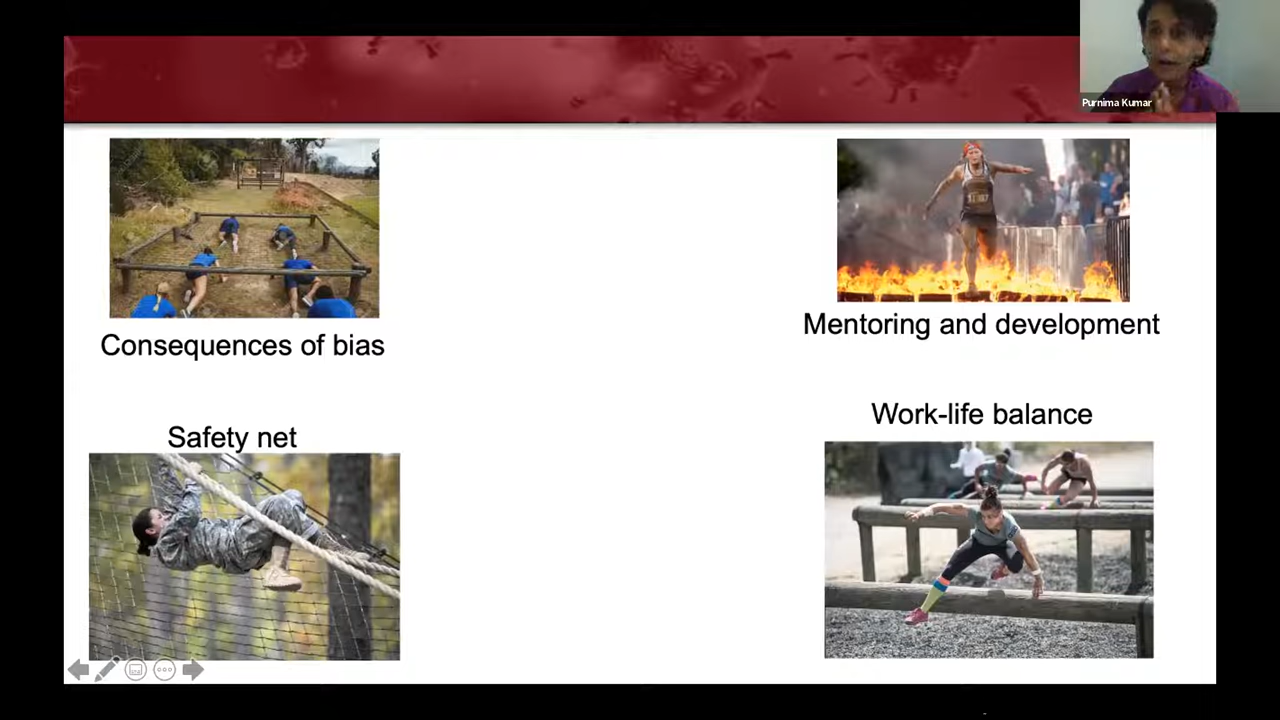 Purnima Kumar
Consequences of bias
Mentoring and development
Safety net
Work-life balance